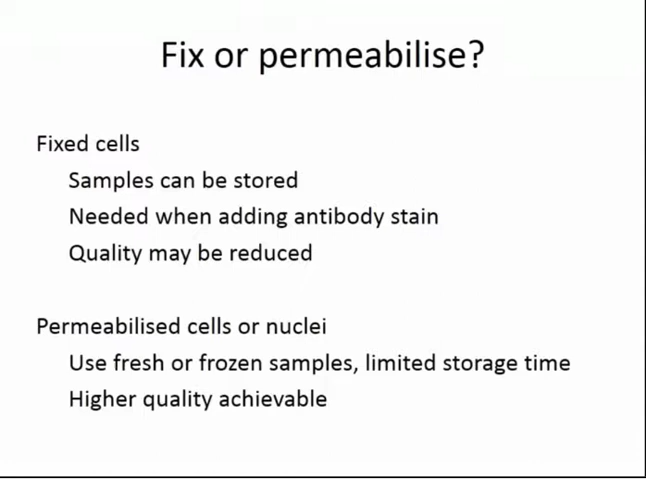 Fix or permeabilise?
Fixed cells
Samples can be stored
Needed when adding antibody stain
Quality may be reduced
Permeabilised cells or nuclei
Use fresh or frozen samples, limited storage time
Higher quality achievable